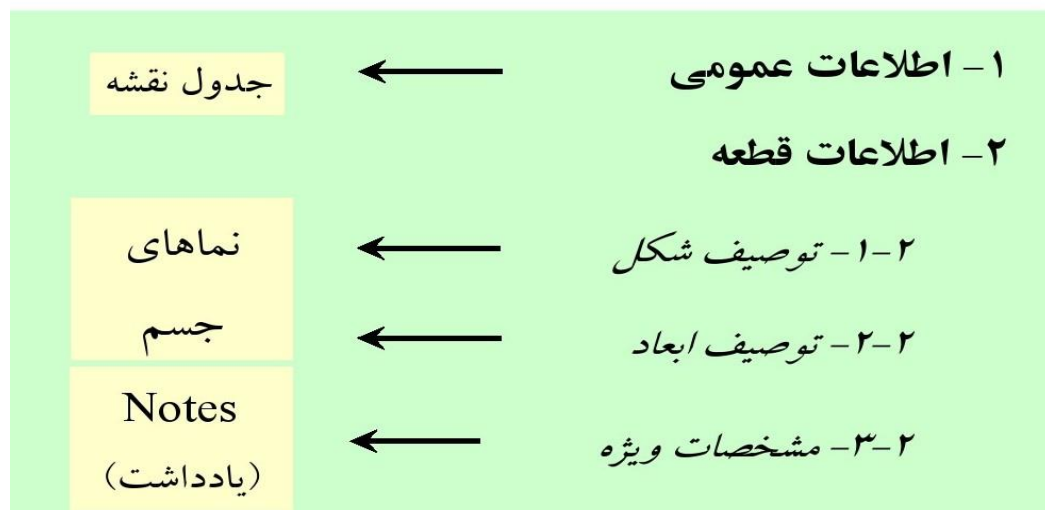 ۱- اطلاعات عمومی
جدول نقشه
۲- اطلاعات قطعه
۲-۱- توصیف شکل
نماهای
۲-۲- توصیف ابعاد
جسم
۲-۳- مشخصات ویژه
Notes
(یادداشت)